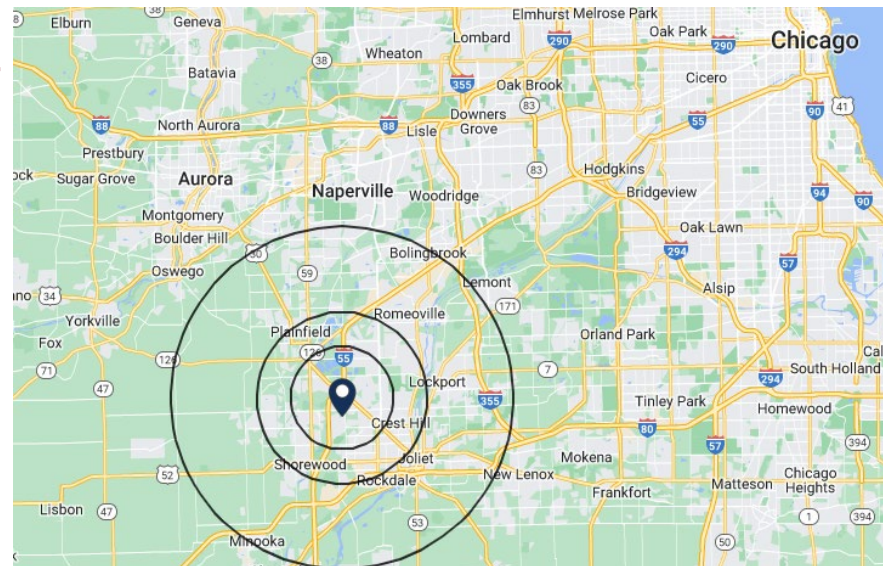 Elburn
38
Geneva
38
Elmhurst
Melrose Park
Oak Park
Chicago
Wheaton
Lombard
290
290
38
Batavia
355
Oak Brook
Cicero
83
55
41
88
North Aurora
88
Lisle
Downers
Grove
90
Prestbury
Sugar Grove
Aurora
Naperville
83
Hodgkins
Woodridge
Bridgeview
94
90
Montgomery
Boulder Hill
Oak Lawn
30
Bolingbrook
294
57
Oswego
59
Lemont
Alsip
34
171
Yorkville
Romeoville
Plainfield
Orland Park
Fox
126
126
55
71
7
South Holland
47
Lockport
294
355
Tinley Park
Homewood
Crest Hill
80
57
394
Shorewood
Joliet
Mokena
52
Rockdale
New Lenox
Matteson
Chicago
Heights
Frankfort
Lisbon
47
53
1
394
Minooka
50